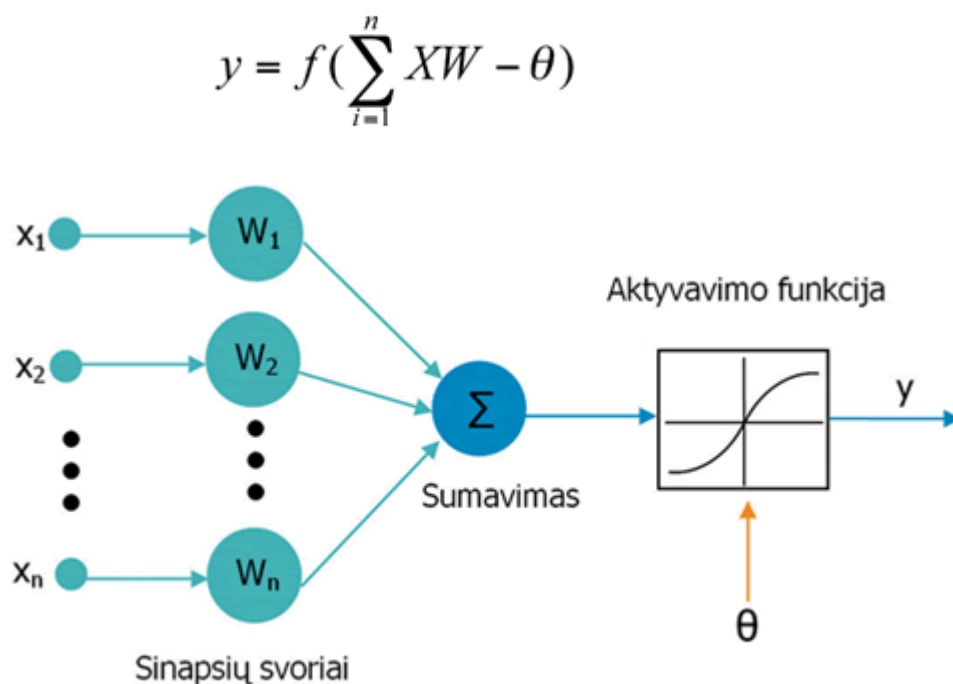 y = f(∑_{i=1}^{n} XW − θ)
x₁
W₁
Aktyvavimo funkcija
x₂
W₂
Σ
y
Sumavimas
xₙ
Wₙ
θ
Sinapsių svoriai